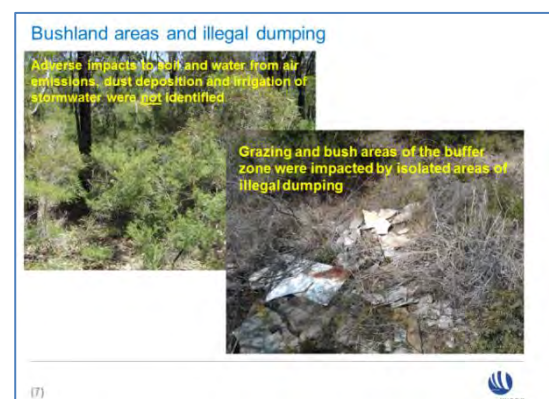 Bushland areas and illegal dumping
Adverse impacts to soil and water from air
emissions, dust deposition and irrigation of
stormwater were not identified
Grazing and bush areas of the buffer
zone were impacted by isolated areas of
illegal dumping
(7)